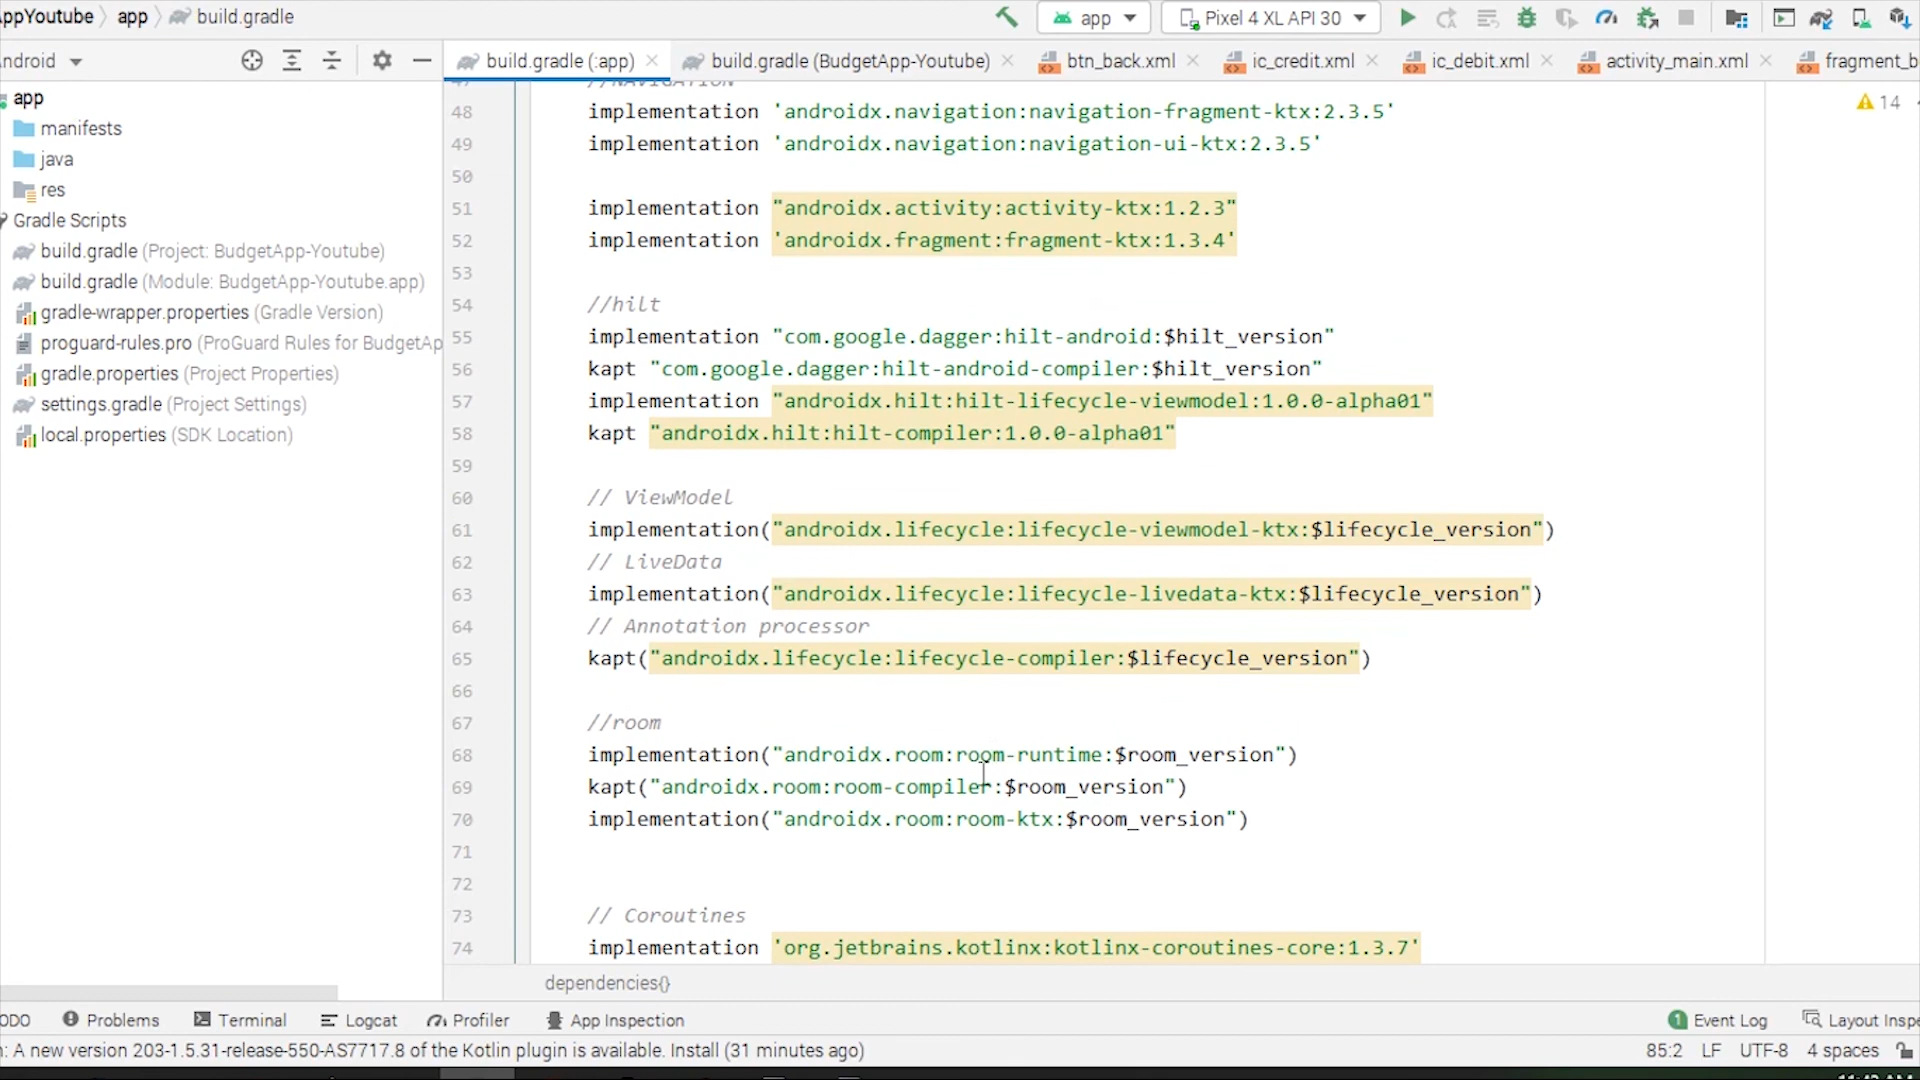 AppYoutube app build.gradle
app Pixel 4 XL API 30
Android
build.gradle (:app) build.gradle (BudgetApp-Youtube) btn_back.xml ic_credit.xml ic_debit.xml activity_main.xml fragment_b
app
manifests
java
res
Gradle Scripts
build.gradle (Project: BudgetApp-Youtube)
build.gradle (Module: BudgetApp-Youtube.app)
gradle-wrapper.properties (Gradle Version)
proguard-rules.pro (ProGuard Rules for BudgetAp
gradle.properties (Project Properties)
settings.gradle (Project Settings)
local.properties (SDK Location)
14
47 //NAVIGATION
48 implementation 'androidx.navigation:navigation-fragment-ktx:2.3.5'
49 implementation 'androidx.navigation:navigation-ui-ktx:2.3.5'
50
51 implementation "androidx.activity:activity-ktx:1.2.3"
52 implementation 'androidx.fragment:fragment-ktx:1.3.4'
53
54 //hilt
55 implementation "com.google.dagger:hilt-android:$hilt_version"
56 kapt "com.google.dagger:hilt-android-compiler:$hilt_version"
57 implementation "androidx.hilt:hilt-lifecycle-viewmodel:1.0.0-alpha01"
58 kapt "androidx.hilt:hilt-compiler:1.0.0-alpha01"
59
60 // ViewModel
61 implementation("androidx.lifecycle:lifecycle-viewmodel-ktx:$lifecycle_version")
62 // LiveData
63 implementation("androidx.lifecycle:lifecycle-livedata-ktx:$lifecycle_version")
64 // Annotation processor
65 kapt("androidx.lifecycle:lifecycle-compiler:$lifecycle_version")
66
67 //room
68 implementation("androidx.room:room-runtime:$room_version")
69 kapt("androidx.room:room-compiler:$room_version")
70 implementation("androidx.room:room-ktx:$room_version")
71
72
73 // Coroutines
74 implementation 'org.jetbrains.kotlinx:kotlinx-coroutines-core:1.3.7'
dependencies{}
ODO Problems Terminal Logcat Profiler App Inspection 1 Event Log Layout Inspe
: A new version 203-1.5.31-release-550-AS7717.8 of the Kotlin plugin is available. Install (31 minutes ago) 85:2 LF UTF-8 4 spaces